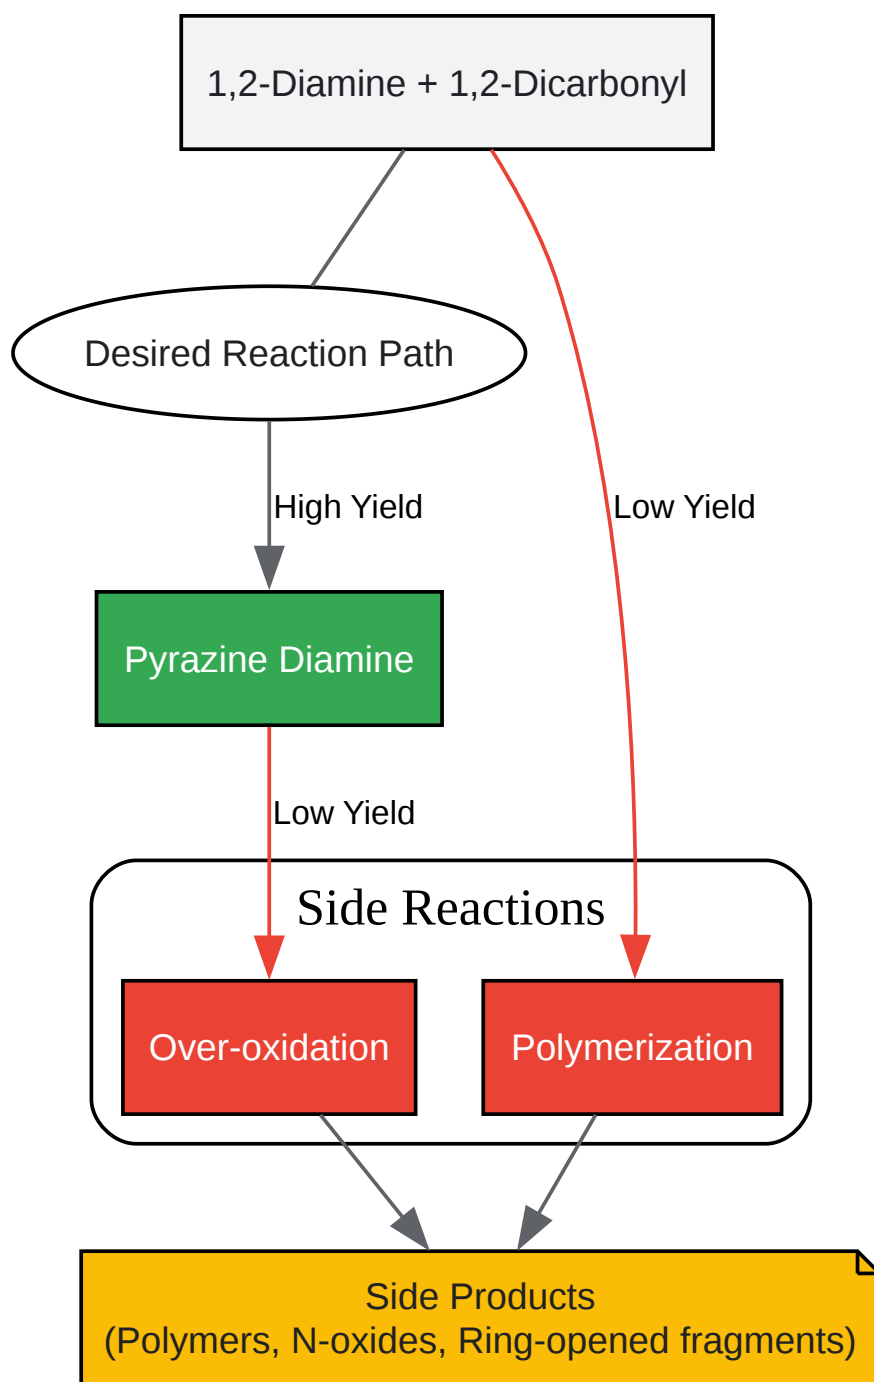 1,2-Diamine + 1,2-Dicarbonyl
Desired Reaction Path
High Yield
Low Yield
Pyrazine Diamine
Low Yield
Side Reactions
Over-oxidation
Polymerization
Side Products
(Polymers, N-oxides, Ring-opened fragments)